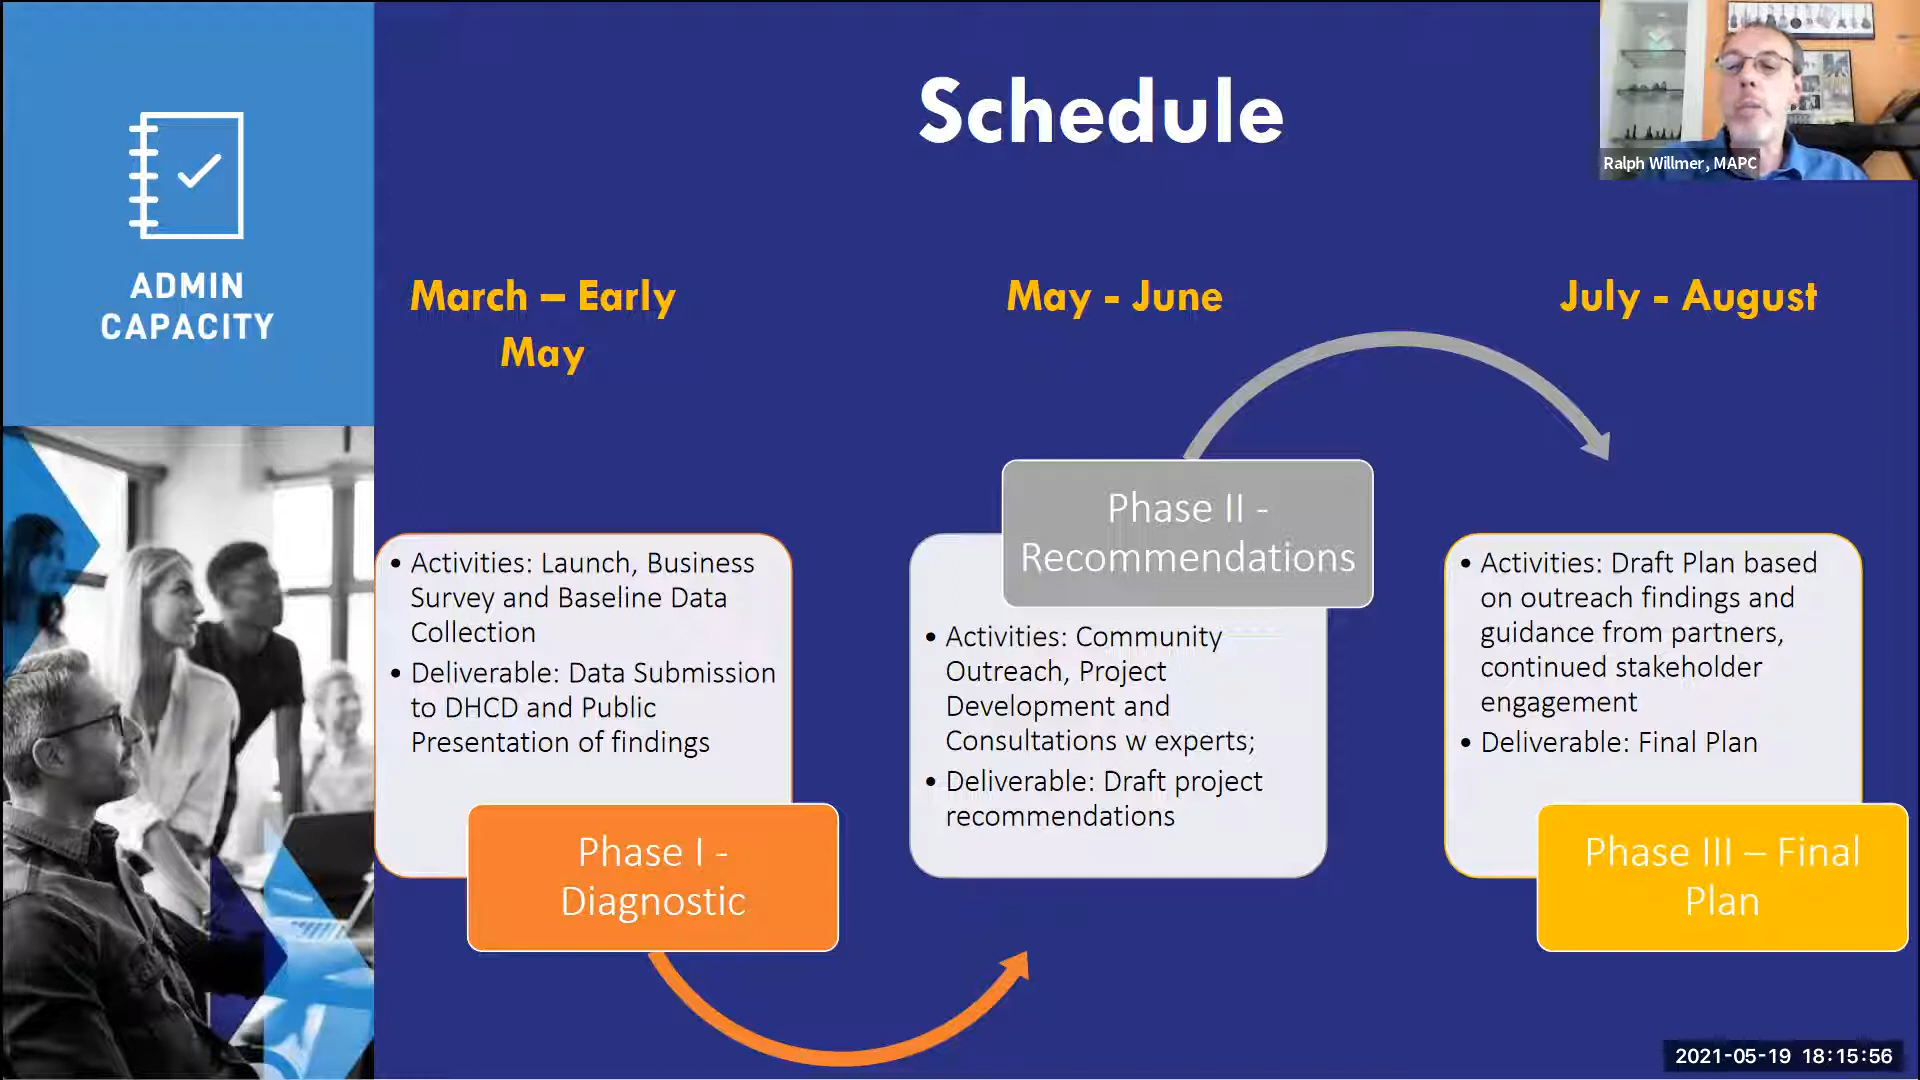 Schedule
Ralph Willmer, MAPC
ADMIN
CAPACITY
March – Early
May
May - June
July - August
• Activities: Launch, Business
Survey and Baseline Data
Collection
• Deliverable: Data Submission
to DHCD and Public
Presentation of findings
Phase I -
Diagnostic
Phase II -
Recommendations
• Activities: Community
Outreach, Project
Development and
Consultations w experts;
• Deliverable: Draft project
recommendations
• Activities: Draft Plan based
on outreach findings and
guidance from partners,
continued stakeholder
engagement
• Deliverable: Final Plan
Phase III – Final
Plan
2021-05-19 18:15:56